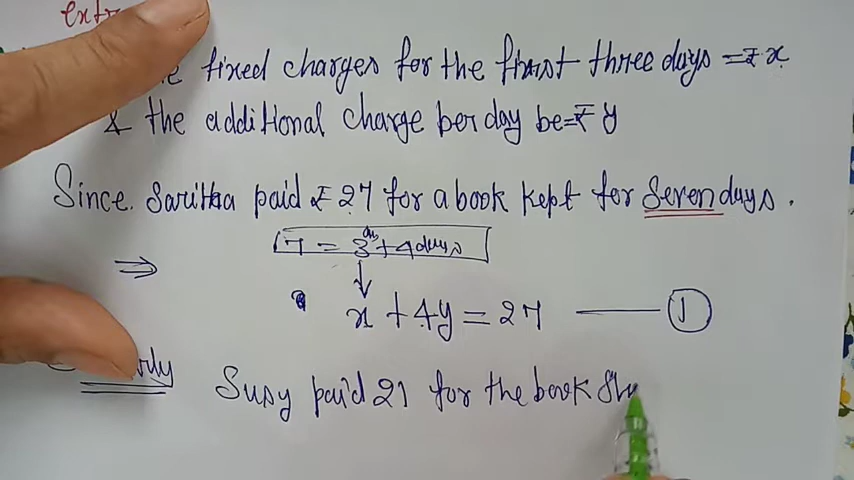 fixed charges for the first three days = ₹ x
& the additional charge per day be = ₹ y
Since. Saritha paid ₹ 27 for a book kept for Seven days.
7 = 3 + 4 days
⇒
x + 4y = 27 —— 1
Susy paid 21 for the book